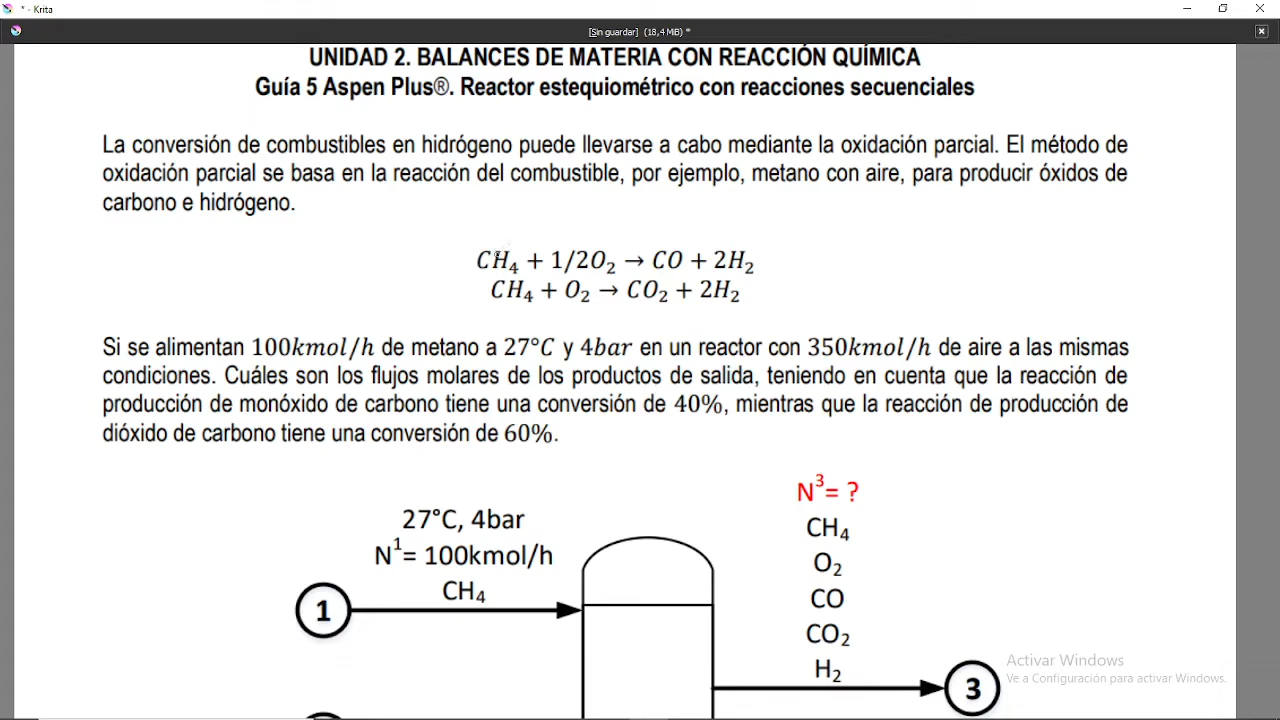 * - Krita
[Sin guardar] (18,4 MiB) *
UNIDAD 2. BALANCES DE MATERIA CON REACCIÓN QUÍMICA
Guía 5 Aspen Plus®. Reactor estequiométrico con reacciones secuenciales
La conversión de combustibles en hidrógeno puede llevarse a cabo mediante la oxidación parcial. El método de
oxidación parcial se basa en la reacción del combustible, por ejemplo, metano con aire, para producir óxidos de
carbono e hidrógeno.
CH₄ + 1/2O₂ → CO + 2H₂
CH₄ + O₂ → CO₂ + 2H₂
Si se alimentan 100kmol/h de metano a 27°C y 4bar en un reactor con 350kmol/h de aire a las mismas
condiciones. Cuáles son los flujos molares de los productos de salida, teniendo en cuenta que la reacción de
producción de monóxido de carbono tiene una conversión de 40%, mientras que la reacción de producción de
dióxido de carbono tiene una conversión de 60%.
N³= ?
27°C, 4bar
CH₄
N¹= 100kmol/h
O₂
CH₄
CO
1
CO₂
H₂
3
Activar Windows
Ve a Configuración para activar Windows.